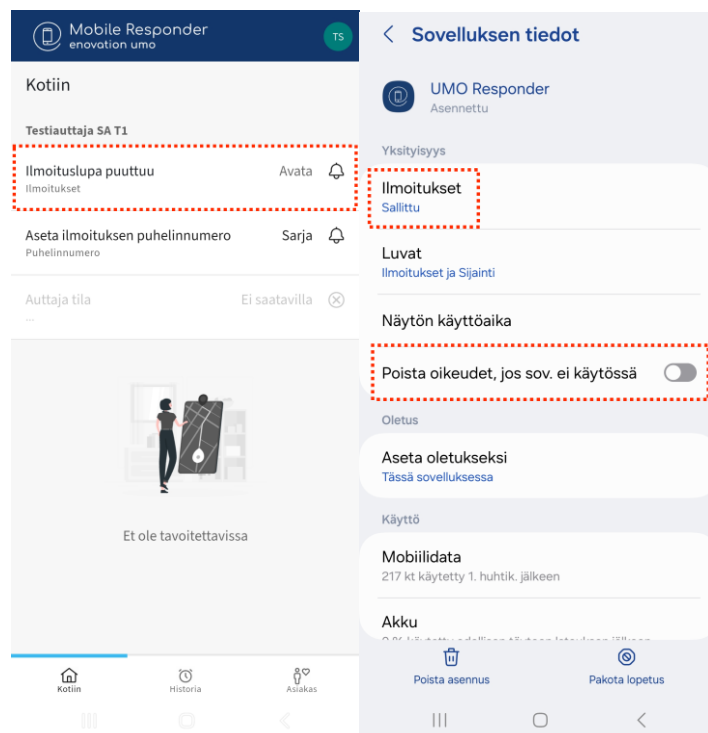 Mobile Responder
enovation umo
TS
Kotiin
Testiauttaja SA T1
Ilmoituslupa puuttuu Avata
Ilmoitukset
Aseta ilmoituksen puhelinnumero Sarja
Puhelinnumero
Auttaja tila Ei saatavilla
...
Et ole tavoitettavissa
Kotiin Historia Asiakas
Sovelluksen tiedot
UMO Responder
Asennettu
Yksityisyys
Ilmoitukset
Sallittu
Luvat
Ilmoitukset ja Sijainti
Näytön käyttöaika
Poista oikeudet, jos sov. ei käytössä
Oletus
Aseta oletukseksi
Tässä sovelluksessa
Käyttö
Mobiilidata
217 kt käytetty 1. huhtik. jälkeen
Akku
Poista asennus Pakota lopetus